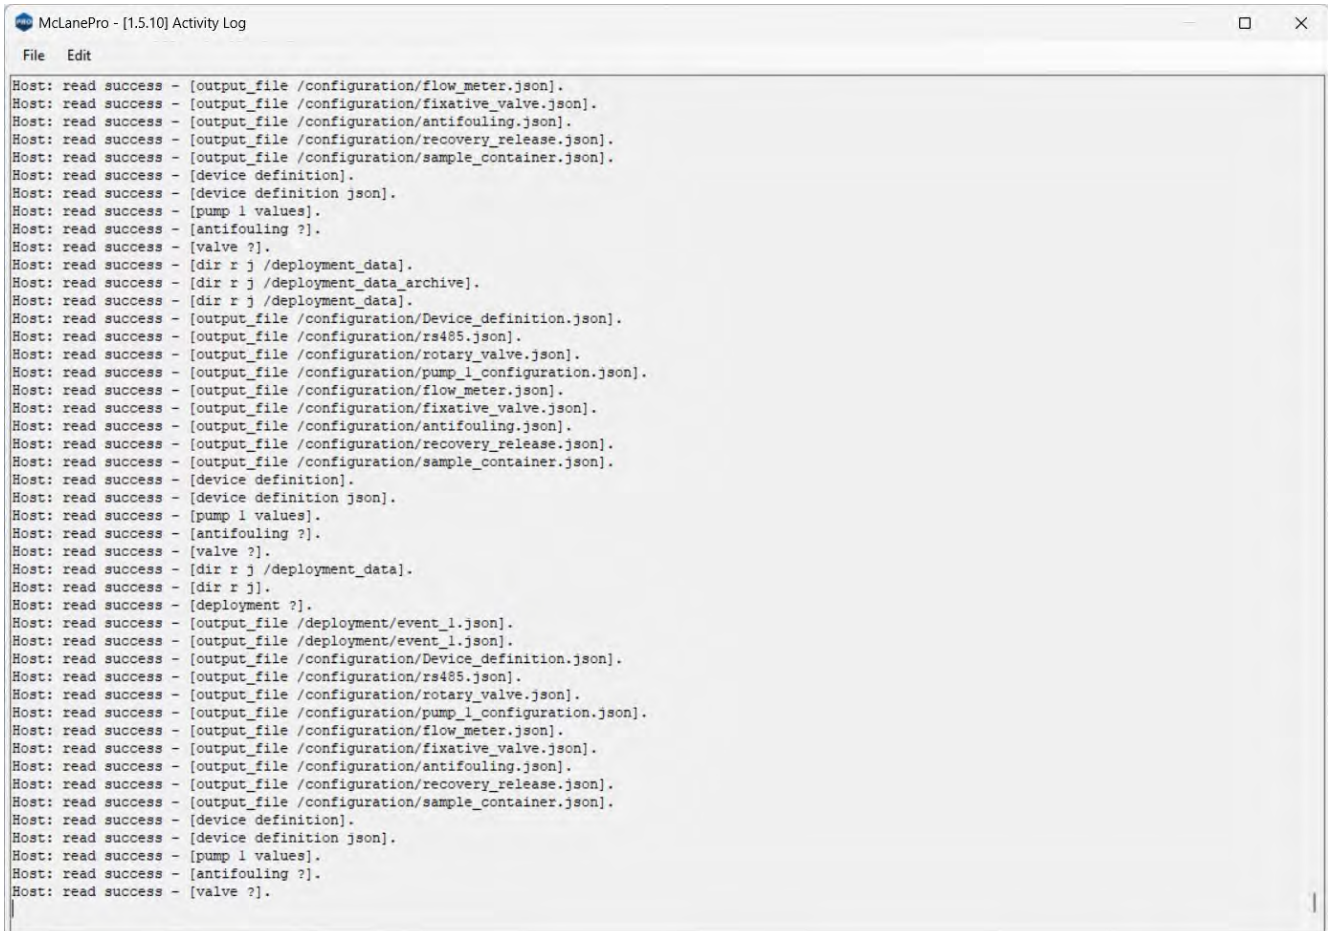 McLanePro - [1.5.10] Activity Log
File Edit
Host: read success - [output_file /configuration/flow_meter.json].
Host: read success - [output_file /configuration/fixative_valve.json].
Host: read success - [output_file /configuration/antifouling.json].
Host: read success - [output_file /configuration/recovery_release.json].
Host: read success - [output_file /configuration/sample_container.json].
Host: read success - [device definition].
Host: read success - [device definition json].
Host: read success - [pump 1 values].
Host: read success - [antifouling ?].
Host: read success - [valve ?].
Host: read success - [dir r j /deployment_data].
Host: read success - [dir r j /deployment_data_archive].
Host: read success - [dir r j /deployment_data].
Host: read success - [output_file /configuration/Device_definition.json].
Host: read success - [output_file /configuration/rs485.json].
Host: read success - [output_file /configuration/rotary_valve.json].
Host: read success - [output_file /configuration/pump_1_configuration.json].
Host: read success - [output_file /configuration/flow_meter.json].
Host: read success - [output_file /configuration/fixative_valve.json].
Host: read success - [output_file /configuration/antifouling.json].
Host: read success - [output_file /configuration/recovery_release.json].
Host: read success - [output_file /configuration/sample_container.json].
Host: read success - [device definition].
Host: read success - [device definition json].
Host: read success - [pump 1 values].
Host: read success - [antifouling ?].
Host: read success - [valve ?].
Host: read success - [dir r j /deployment_data].
Host: read success - [dir r j].
Host: read success - [deployment ?].
Host: read success - [output_file /deployment/event_1.json].
Host: read success - [output_file /deployment/event_1.json].
Host: read success - [output_file /configuration/Device_definition.json].
Host: read success - [output_file /configuration/rs485.json].
Host: read success - [output_file /configuration/rotary_valve.json].
Host: read success - [output_file /configuration/pump_1_configuration.json].
Host: read success - [output_file /configuration/flow_meter.json].
Host: read success - [output_file /configuration/fixative_valve.json].
Host: read success - [output_file /configuration/antifouling.json].
Host: read success - [output_file /configuration/recovery_release.json].
Host: read success - [output_file /configuration/sample_container.json].
Host: read success - [device definition].
Host: read success - [device definition json].
Host: read success - [pump 1 values].
Host: read success - [antifouling ?].
Host: read success - [valve ?].